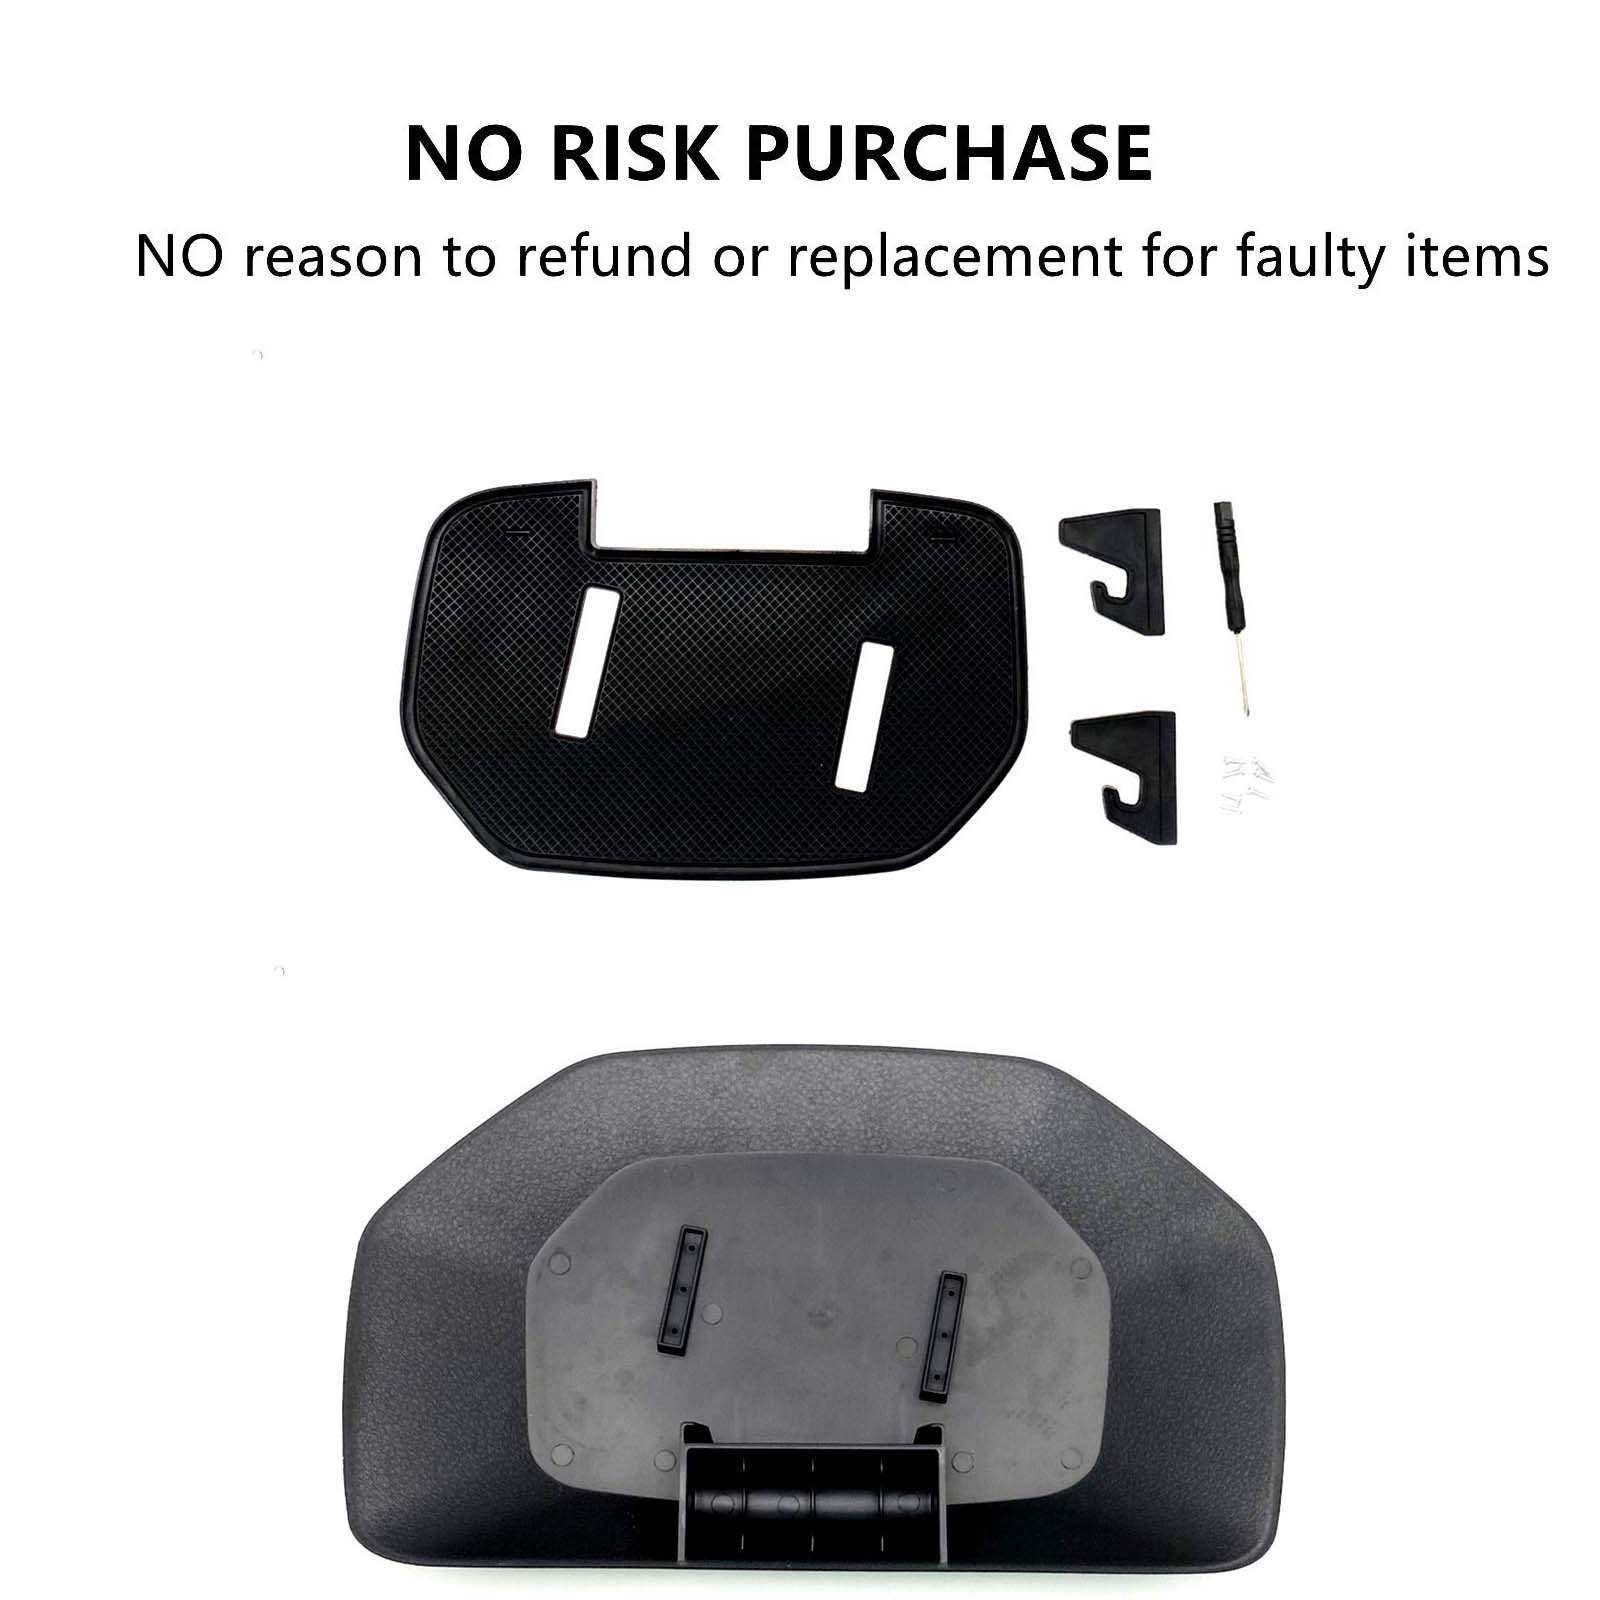 NO RISK PURCHASE
NO reason to refund or replacement for faulty items